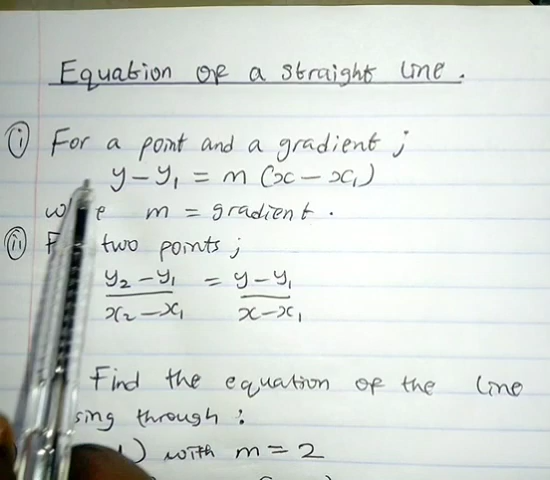 Equation of a straight line.
(i) For a point and a gradient;
y - y₁ = m (x - x₁)
m = gradient.
(ii) two points;
y₂ - y₁ = y - y₁
x₂ - x₁ x - x₁
Find the equation of the line
through:
with m = 2